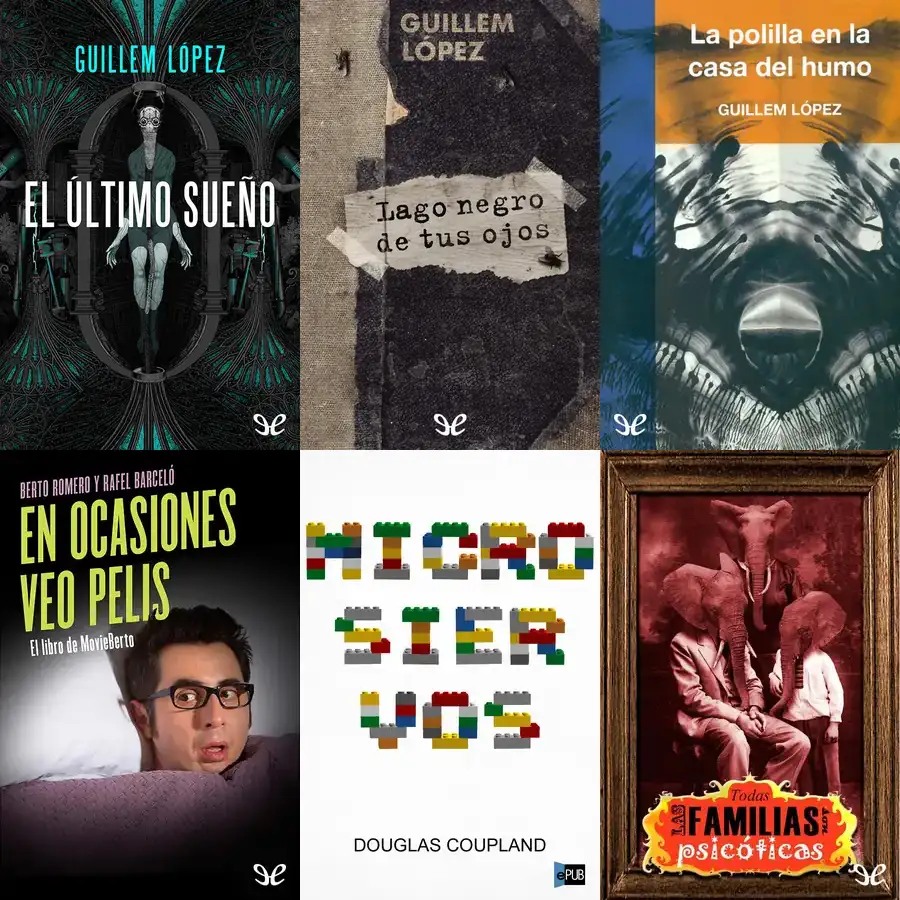 GUILLEM LÓPEZ
EL ÚLTIMO SUEÑO
GUILLEM
LÓPEZ
Lago negro
de tus ojos
La polilla en la
casa del humo
GUILLEM LÓPEZ
BERTO ROMERO Y RAFEL BARCELÓ
EN OCASIONES
VEO PELIS
El libro de MovieBerto
MICRO
SIER
VOS
DOUGLAS COUPLAND
ePUB
Todas
LAS FAMILIAS SON
psicóticas